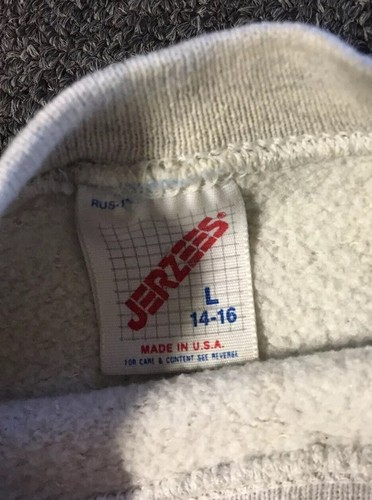 JERZEES
L
14-16
MADE IN U.S.A.
FOR CARE & CONTENT SEE REVERSE